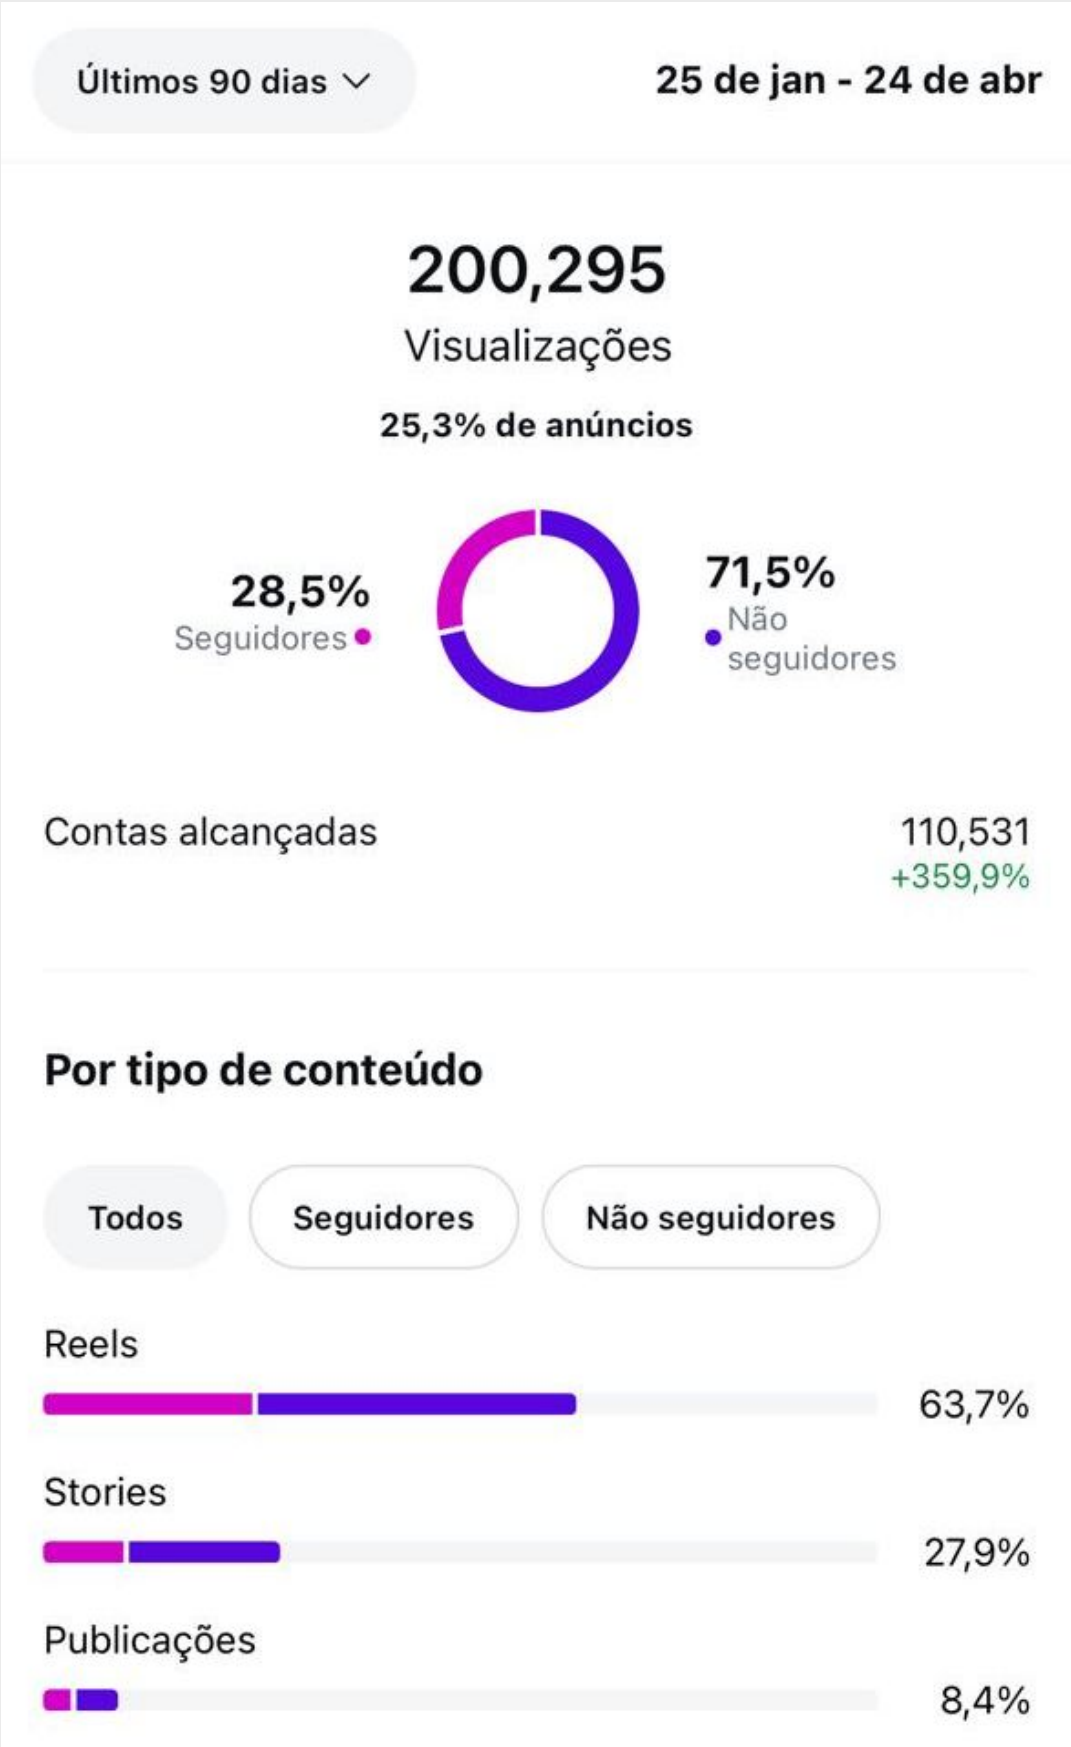 Últimos 90 dias
25 de jan - 24 de abr
200,295
Visualizações
25,3% de anúncios
28,5%
Seguidores
71,5%
Não
seguidores
Contas alcançadas
110,531
+359,9%
Por tipo de conteúdo
Todos
Seguidores
Não seguidores
Reels
63,7%
Stories
27,9%
Publicações
8,4%